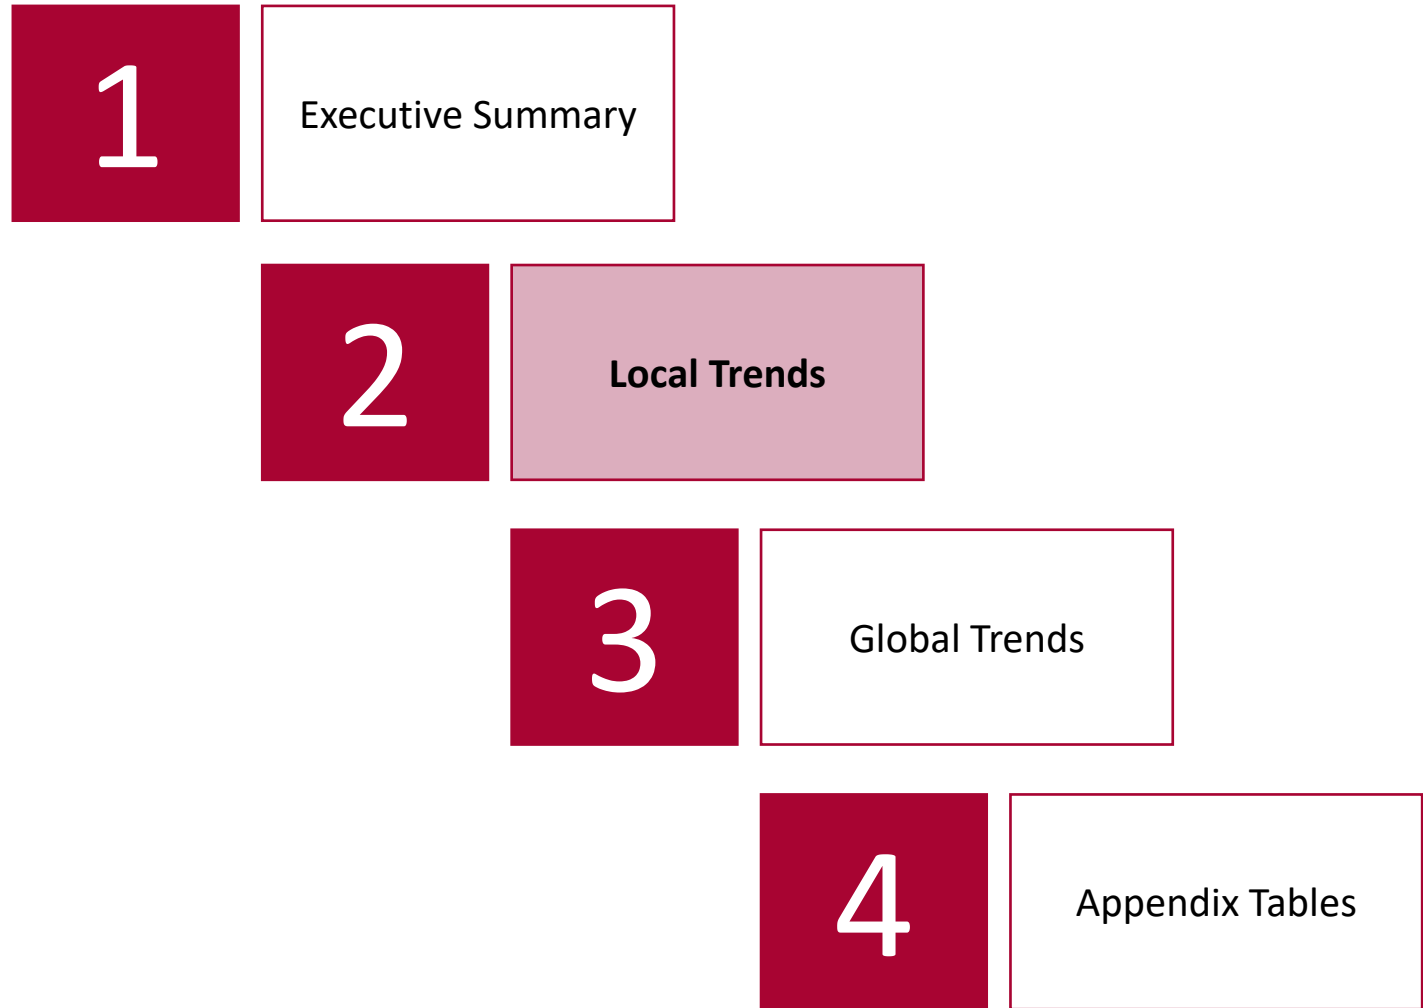 1
Executive Summary
2
Local Trends
3
Global Trends
4
Appendix Tables